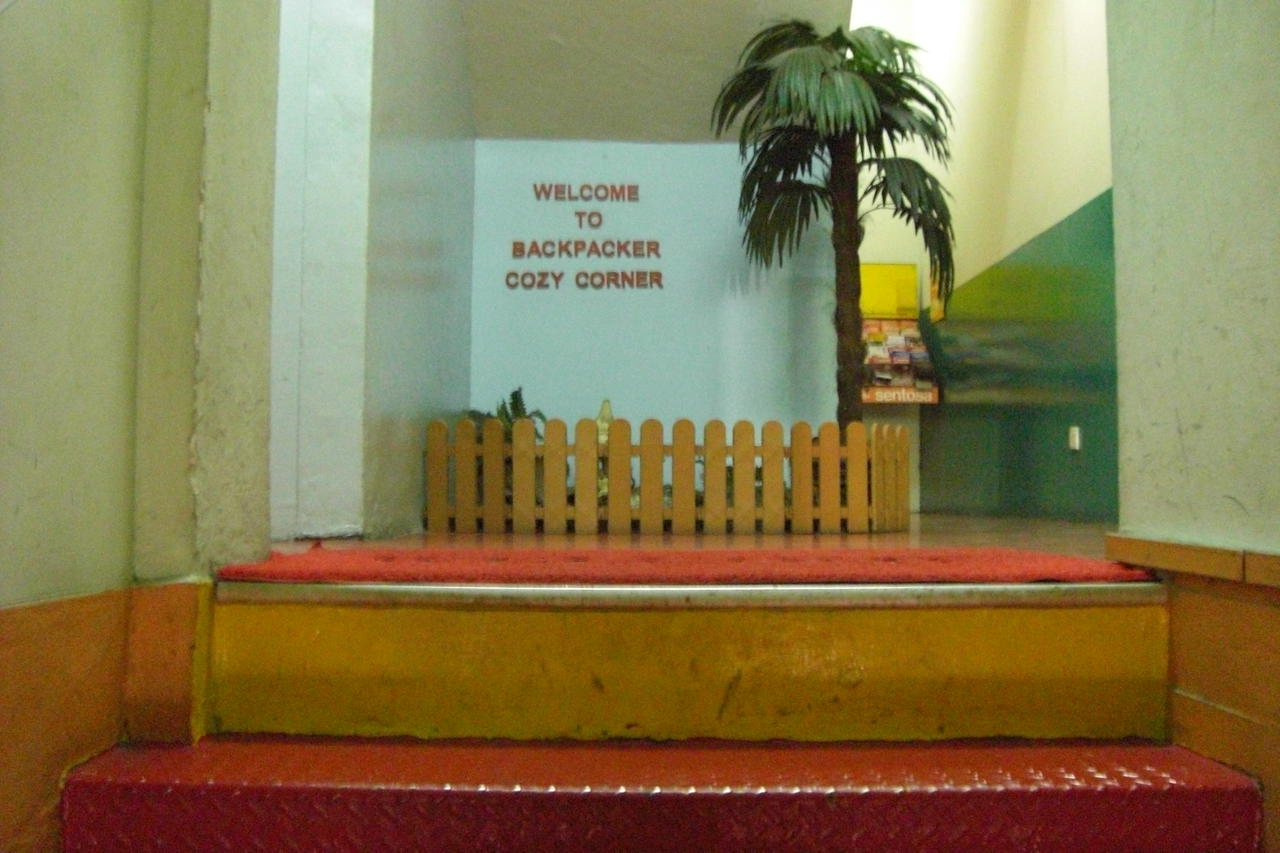 WELCOME
TO
BACKPACKER
COZY CORNER
sentosa